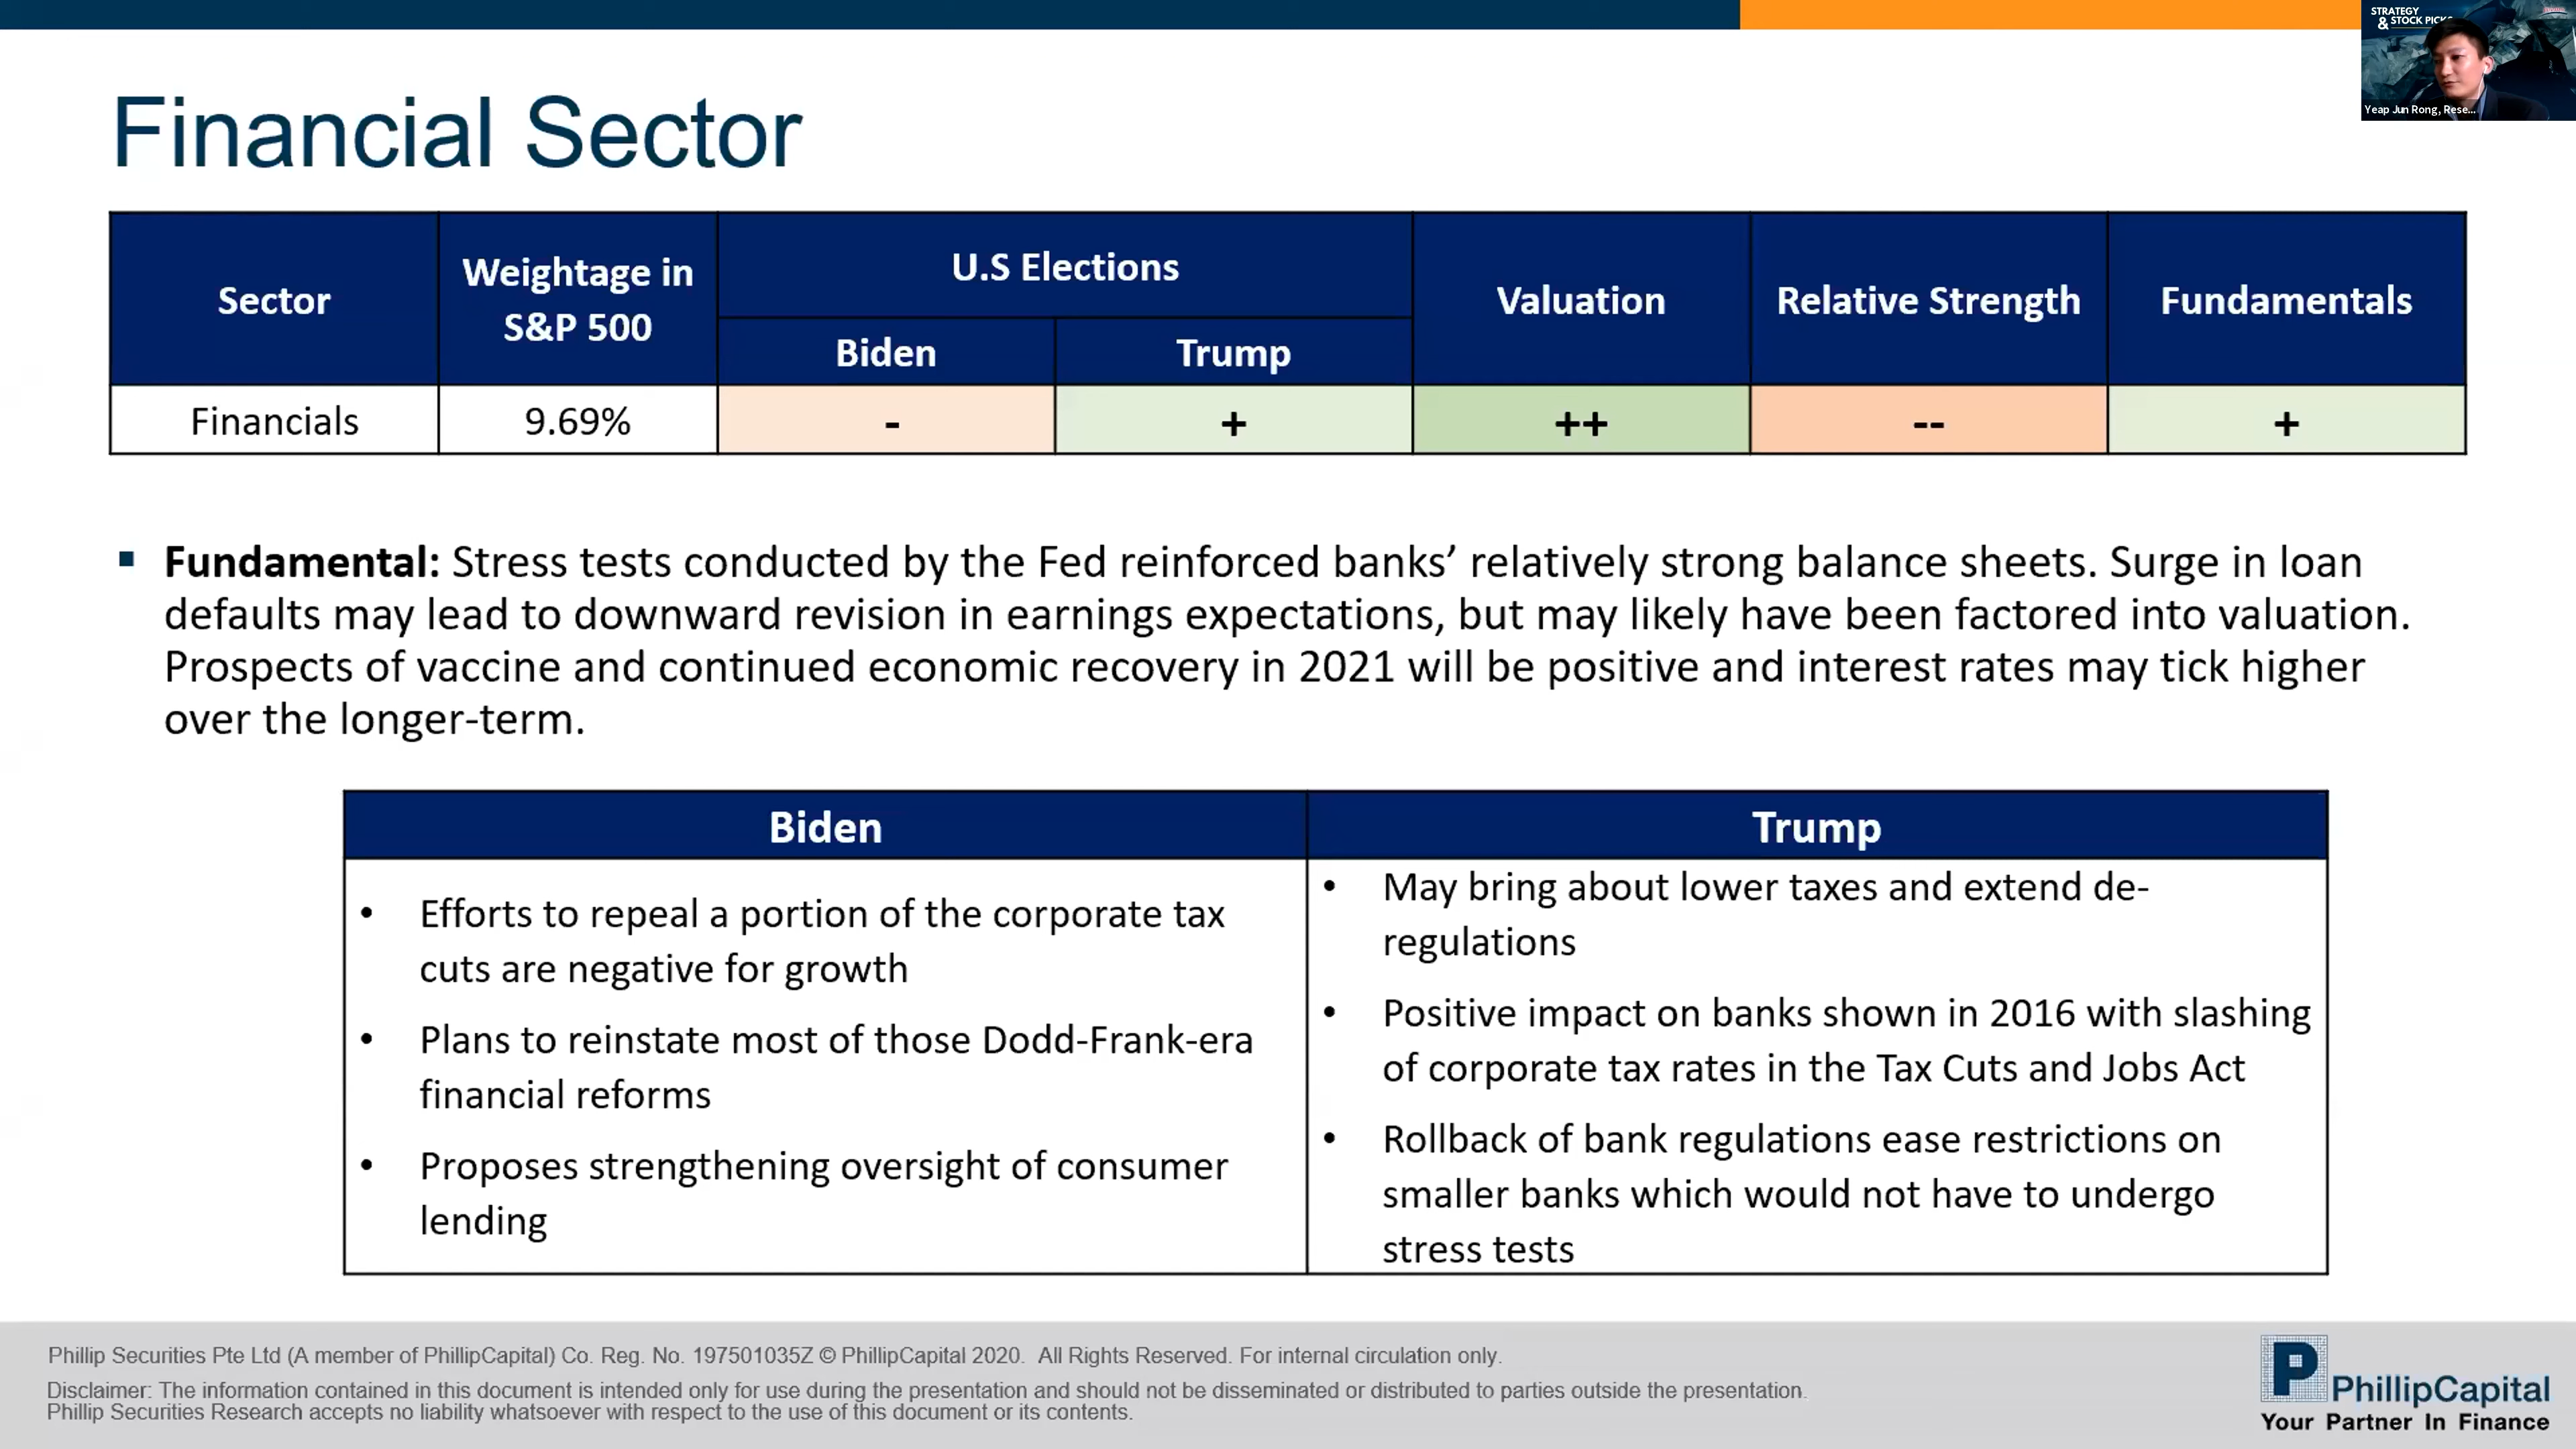 STRATEGY
& STOCK PICKS
Yeap Jun Rong, Rese...
Financial Sector
Sector
Weightage in
S&P 500
U.S Elections
Biden
Trump
Valuation
Relative Strength
Fundamentals
Financials
9.69%
-
+
++
--
+
▪ Fundamental: Stress tests conducted by the Fed reinforced banks’ relatively strong balance sheets. Surge in loan
defaults may lead to downward revision in earnings expectations, but may likely have been factored into valuation.
Prospects of vaccine and continued economic recovery in 2021 will be positive and interest rates may tick higher
over the longer-term.
Biden
• Efforts to repeal a portion of the corporate tax
cuts are negative for growth
• Plans to reinstate most of those Dodd-Frank-era
financial reforms
• Proposes strengthening oversight of consumer
lending
Trump
• May bring about lower taxes and extend de-
regulations
• Positive impact on banks shown in 2016 with slashing
of corporate tax rates in the Tax Cuts and Jobs Act
• Rollback of bank regulations ease restrictions on
smaller banks which would not have to undergo
stress tests
Phillip Securities Pte Ltd (A member of PhillipCapital) Co. Reg. No. 197501035Z © PhillipCapital 2020. All Rights Reserved. For internal circulation only.
Disclaimer: The information contained in this document is intended only for use during the presentation and should not be disseminated or distributed to parties outside the presentation.
Phillip Securities Research accepts no liability whatsoever with respect to the use of this document or its contents.
P PhillipCapital
Your Partner In Finance